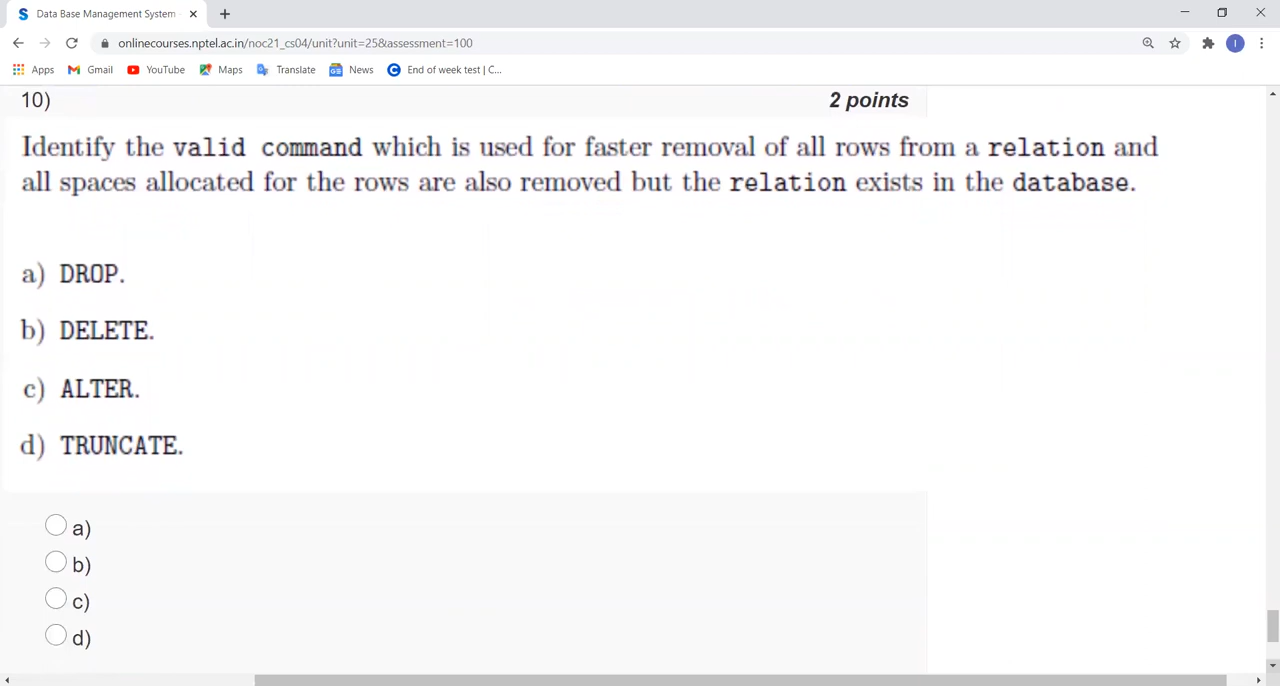 Data Base Management System
onlinecourses.nptel.ac.in/noc21_cs04/unit?unit=25&assessment=100
I
Apps Gmail YouTube Maps Translate News End of week test | C...
10) 2 points
Identify the valid command which is used for faster removal of all rows from a relation and
all spaces allocated for the rows are also removed but the relation exists in the database.
a) DROP.
b) DELETE.
c) ALTER.
d) TRUNCATE.
a)
b)
c)
d)